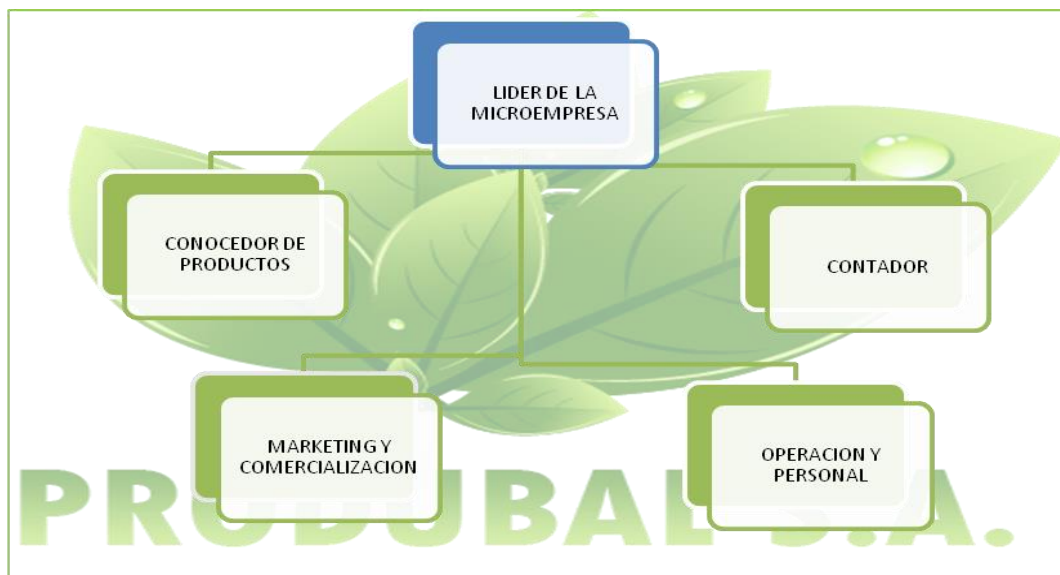 LIDER DE LA
MICROEMPRESA
CONOCEDOR DE
PRODUCTOS
CONTADOR
MARKETING Y
COMERCIALIZACION
OPERACION Y
PERSONAL
PRODUBAL S.A.